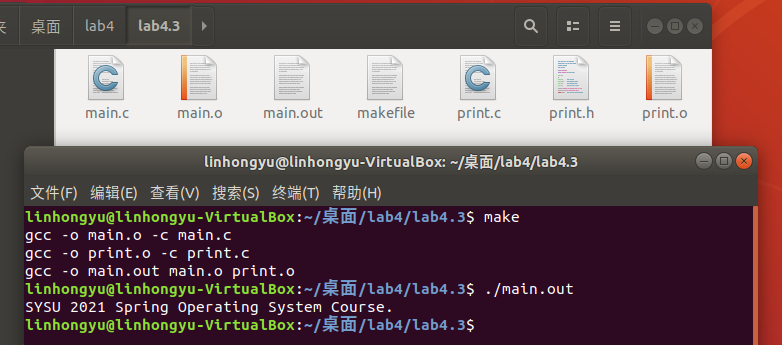 夹 桌面 lab4 lab4.3
main.c main.o main.out makefile print.c print.h print.o
linhongyu@linhongyu-VirtualBox: ~/桌面/lab4/lab4.3
文件(F) 编辑(E) 查看(V) 搜索(S) 终端(T) 帮助(H)
linhongyu@linhongyu-VirtualBox:~/桌面/lab4/lab4.3$ make
gcc -o main.o -c main.c
gcc -o print.o -c print.c
gcc -o main.out main.o print.o
linhongyu@linhongyu-VirtualBox:~/桌面/lab4/lab4.3$ ./main.out
SYSU 2021 Spring Operating System Course.
linhongyu@linhongyu-VirtualBox:~/桌面/lab4/lab4.3$